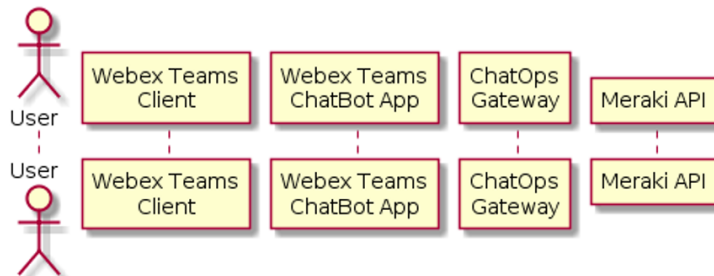 User
Webex Teams
Client
Webex Teams
ChatBot App
ChatOps
Gateway
Meraki API
User
Webex Teams
Client
Webex Teams
ChatBot App
ChatOps
Gateway
Meraki API